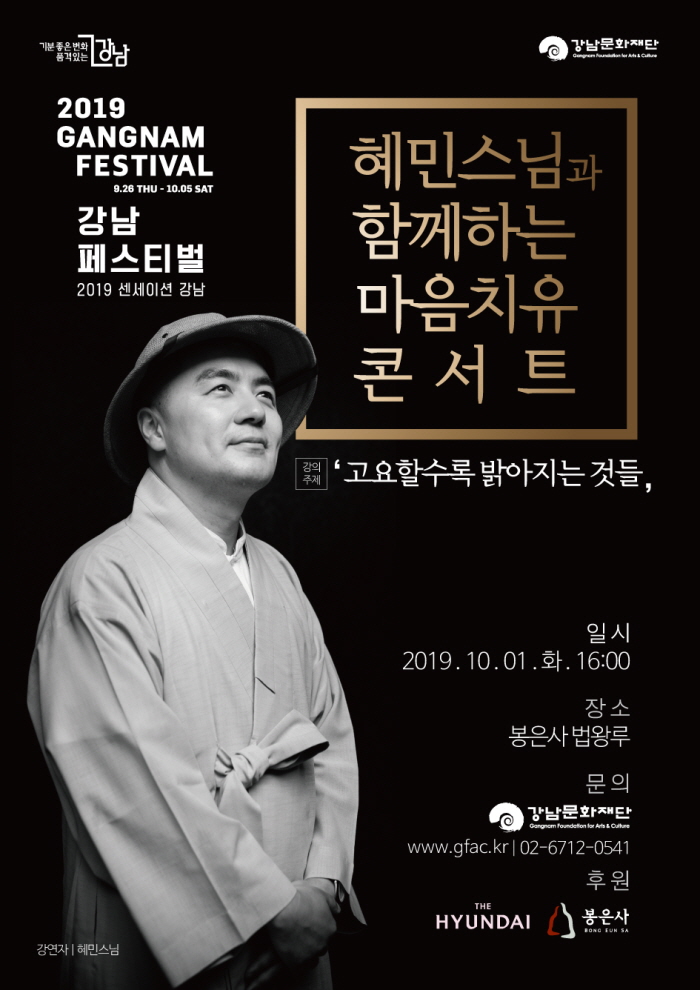 기분 좋은 변화
품격 있는
강남
강남문화재단
Gangnam Foundation for Arts & Culture
2019
GANGNAM
FESTIVAL
9.26 THU - 10.05 SAT
강남
페스티벌
2019 센세이션 강남
혜민스님과
함께하는
마음치유
콘서트
강의
주제
‘고요할수록 밝아지는 것들,
일시
2019.10.01.화.16:00
장소
봉은사 법왕루
문의
강남문화재단
Gangnam Foundation for Arts & Culture
www.gfac.kr | 02-6712-0541
후원
THE
HYUNDAI
봉은사
BONG EUN SA
강연자 | 혜민스님